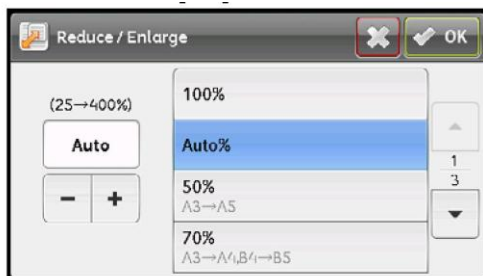 Reduce / Enlarge
OK
(25→400%)
Auto
- +
100%
Auto%
50%
A3→A5
70%
A3→A4,B4→B5
1
3